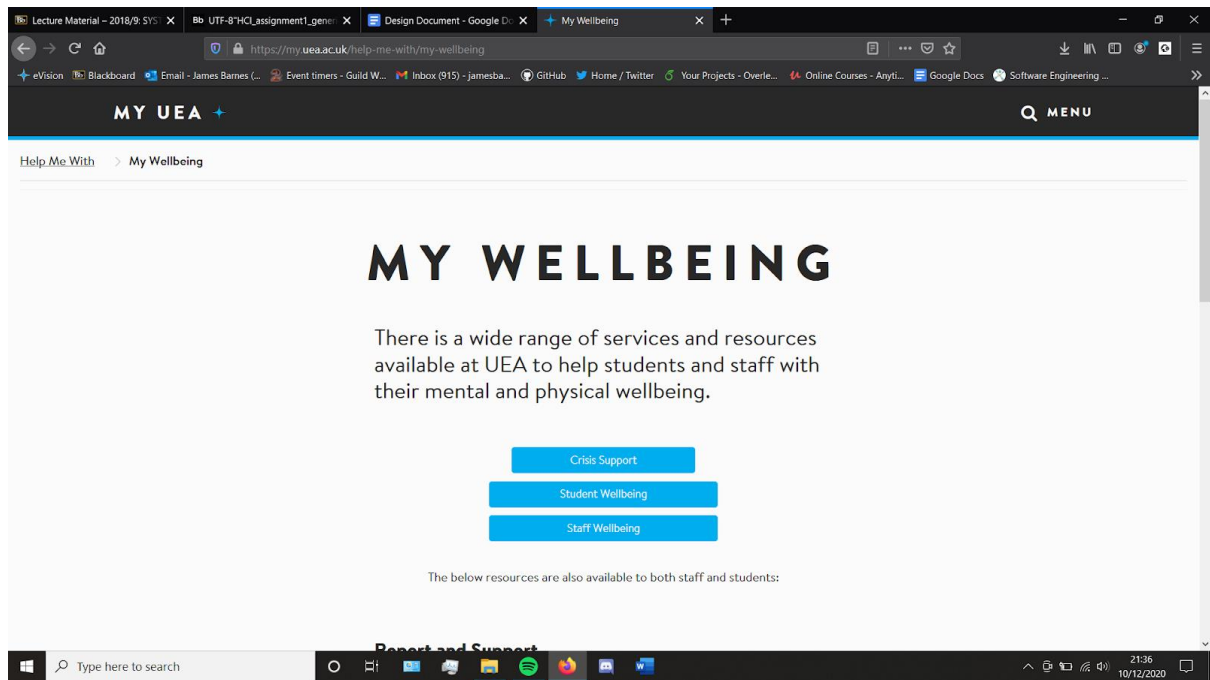 Lecture Material – 2018/9: SYS
Bb UTF-8"HCI_assignment1_gener
Design Document - Google Do
My Wellbeing
https://my.uea.ac.uk/help-me-with/my-wellbeing
eVision
Blackboard
Email - James Barnes (...
Event timers - Guild W...
Inbox (915) - jamesba...
GitHub
Home / Twitter
Your Projects - Overle...
Online Courses - Anyti...
Google Docs
Software Engineering ...
MY UEA
MENU
Help Me With > My Wellbeing
MY WELLBEING
There is a wide range of services and resources
available at UEA to help students and staff with
their mental and physical wellbeing.
Crisis Support
Student Wellbeing
Staff Wellbeing
The below resources are also available to both staff and students:
Report and Support
Type here to search
21:36
10/12/2020